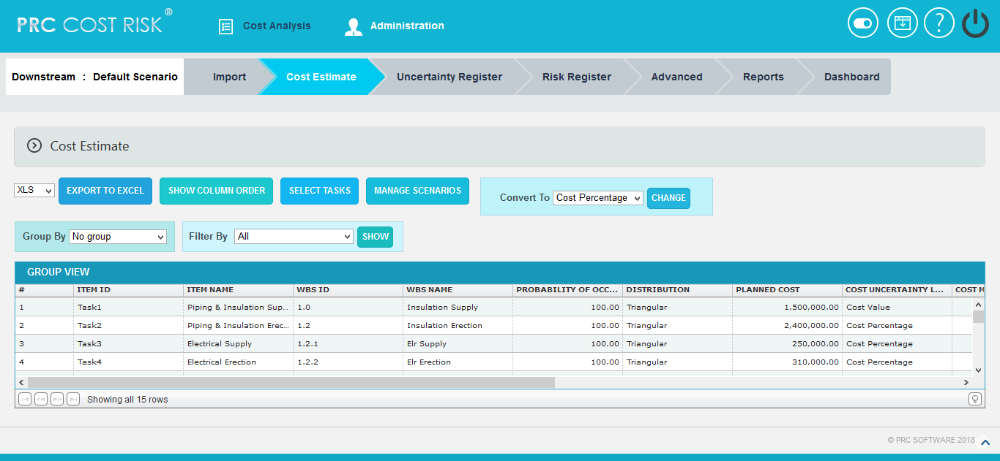 PRC COST RISK®
Cost Analysis
Administration
?
Downstream : Default Scenario
Import
Cost Estimate
Uncertainty Register
Risk Register
Advanced
Reports
Dashboard
Cost Estimate
XLS
EXPORT TO EXCEL
SHOW COLUMN ORDER
SELECT TASKS
MANAGE SCENARIOS
Convert To Cost Percentage CHANGE
Group By No group
Filter By All SHOW
GROUP VIEW
# ITEM ID ITEM NAME WBS ID WBS NAME PROBABILITY OF OCC... DISTRIBUTION PLANNED COST COST UNCERTAINTY L... COST M
1 Task1 Piping & Insulation Sup... 1.0 Insulation Supply 100.00 Triangular 1,500,000.00 Cost Value
2 Task2 Piping & Insulation Erec... 1.2 Insulation Erection 100.00 Triangular 2,400,000.00 Cost Percentage
3 Task3 Electrical Supply 1.2.1 Elr Supply 100.00 Triangular 250,000.00 Cost Percentage
4 Task4 Electrical Erection 1.2.2 Elr Erection 100.00 Triangular 310,000.00 Cost Percentage
Showing all 15 rows
© PRC SOFTWARE 2018